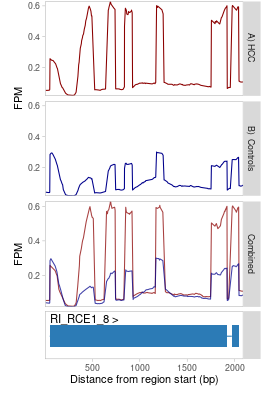 0.6
0.4
0.2
FPM
A) HCC
0.6
0.4
0.2
B) Controls
0.6
0.4
0.2
FPM
Combined
RI_RCE1_8 >
500 1000 1500 2000
Distance from region start (bp)